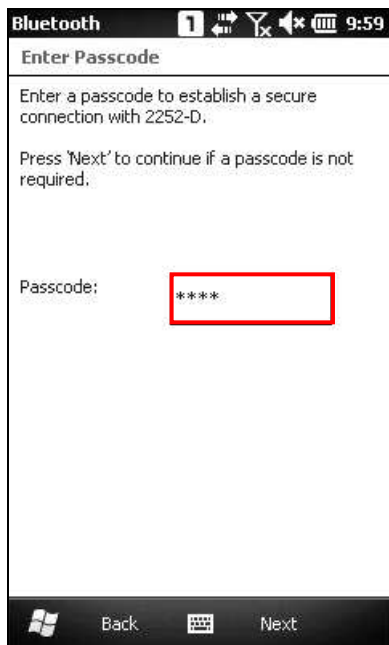 Bluetooth 1 9:59
Enter Passcode
Enter a passcode to establish a secure
connection with 2252-D.
Press 'Next' to continue if a passcode is not
required.
Passcode: ****
Back Next